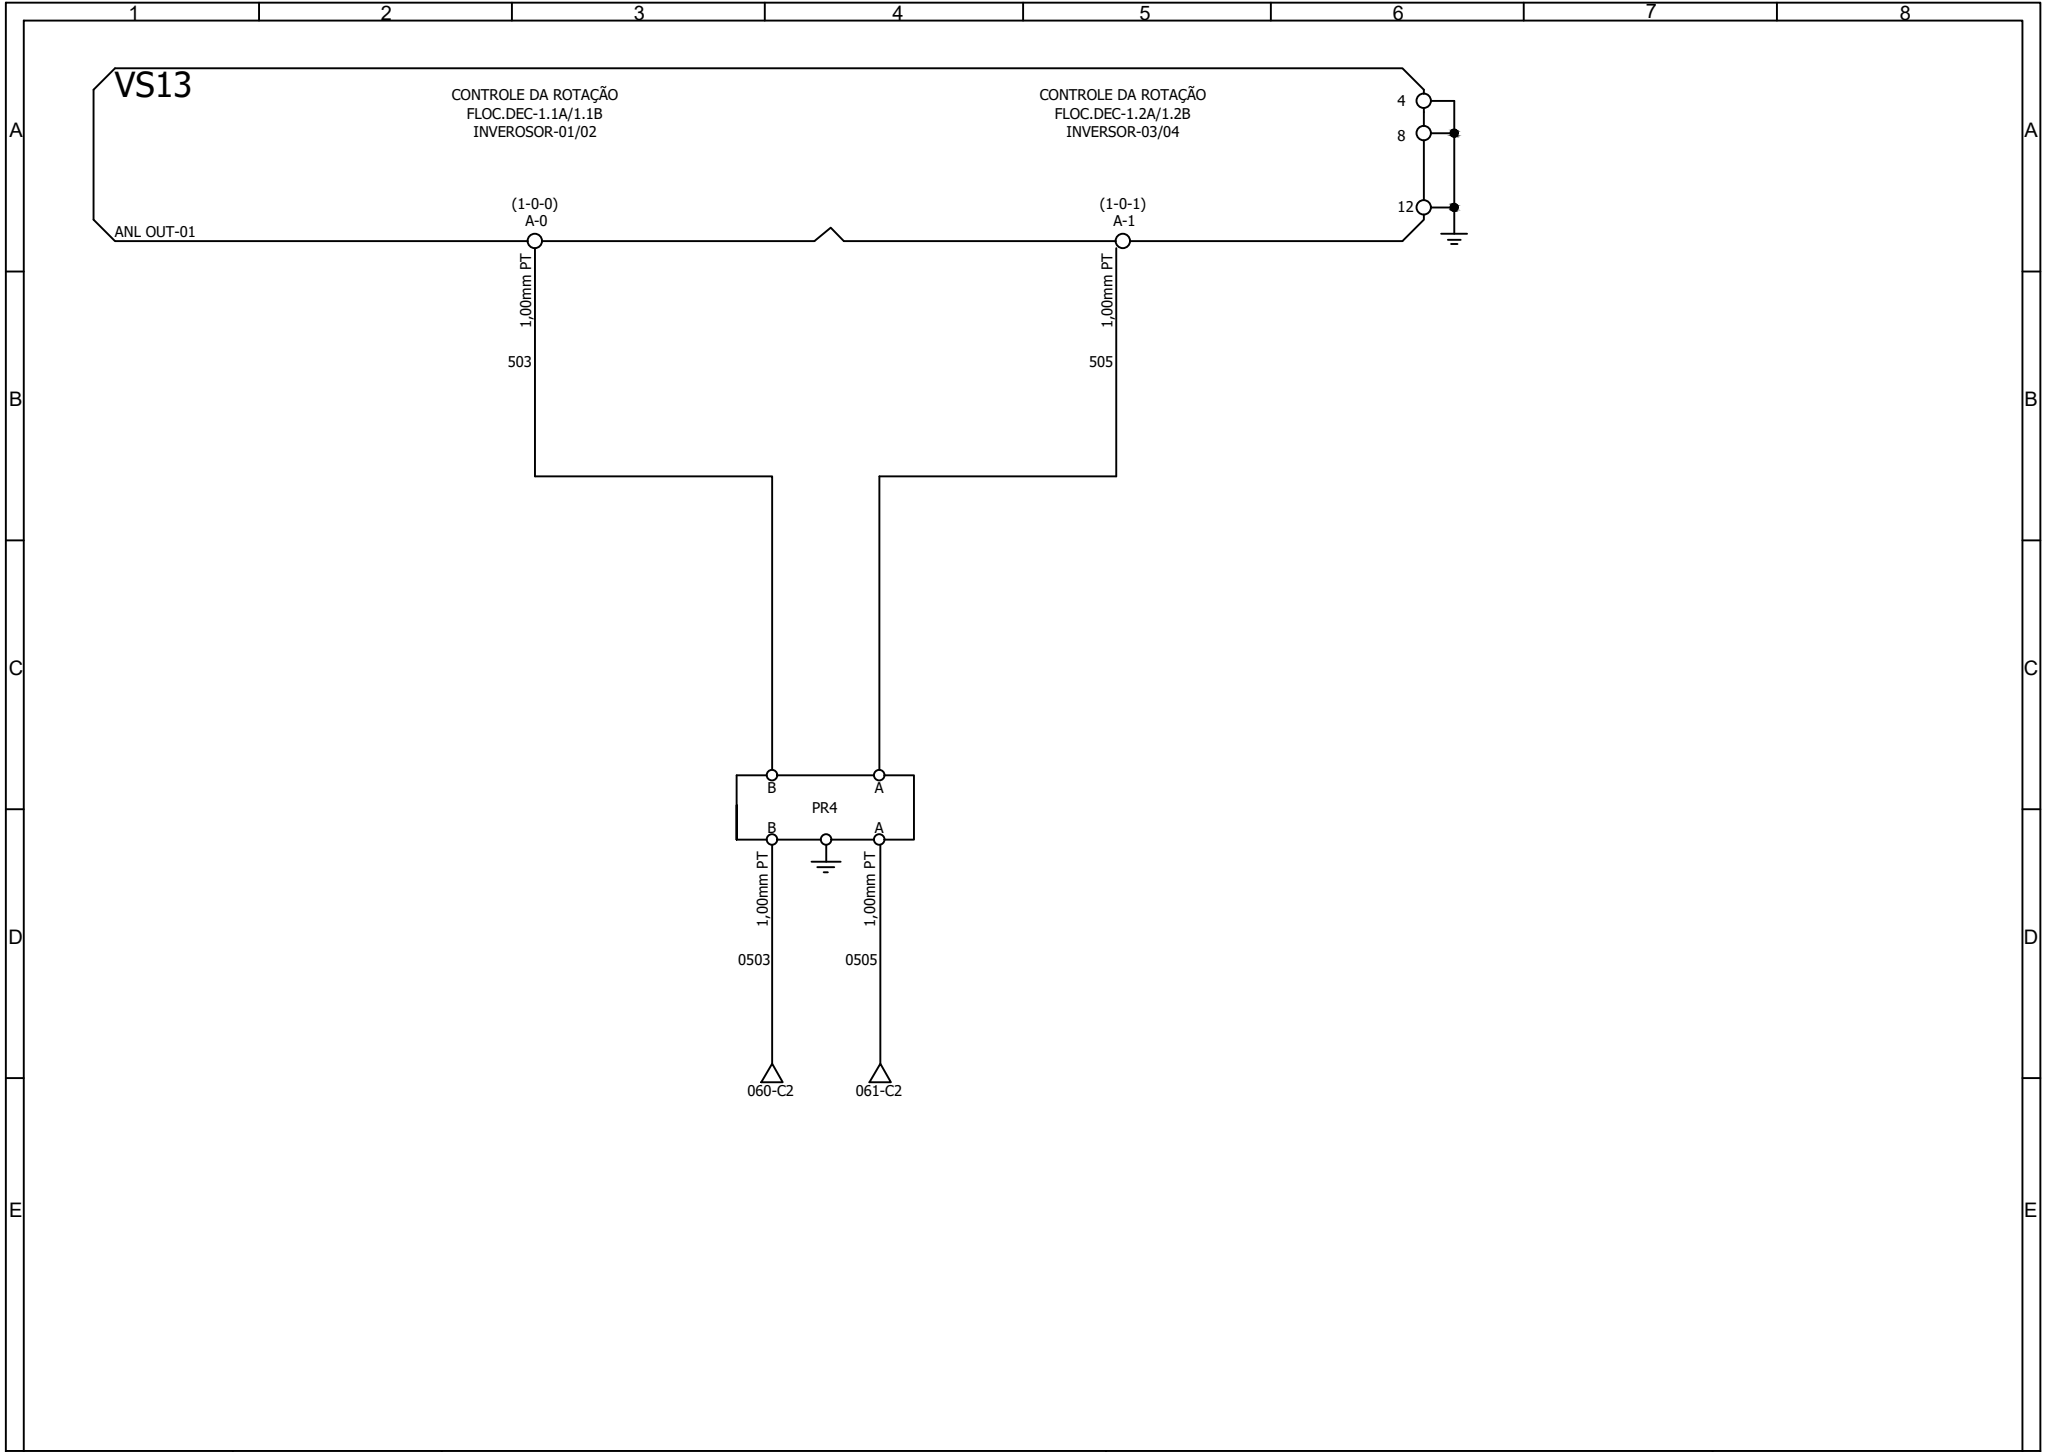 1 2 3 4 5 6 7 8
VS13
CONTROLE DA ROTAÇÃO
FLOC.DEC-1.1A/1.1B
INVEROSOR-01/02
CONTROLE DA ROTAÇÃO
FLOC.DEC-1.2A/1.2B
INVERSOR-03/04
4
8
12
A
A
(1-0-0)
A-0
(1-0-1)
A-1
ANL OUT-01
1,00mm PT
1,00mm PT
503
505
B
B
C
C
B
A
PR4
B
A
1,00mm PT
1,00mm PT
D
D
0503
0505
060-C2
061-C2
E
E